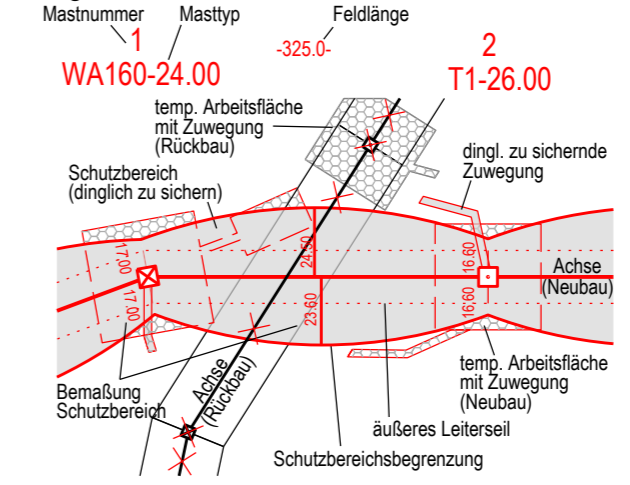 Mastnummer
Masttyp
Feldlänge
1
WA160-24.00
-325.0-
2
T1-26.00
temp. Arbeitsfläche
mit Zuwegung
(Rückbau)
dingl. zu sichernde
Zuwegung
Schutzbereich
(dinglich zu sichern)
17.00
17.00
24.50
23.60
16.60
16.60
Achse
(Neubau)
Bemaßung
Schutzbereich
Achse
(Rückbau)
temp. Arbeitsfläche
mit Zuwegung
(Neubau)
äußeres Leiterseil
Schutzbereichsbegrenzung